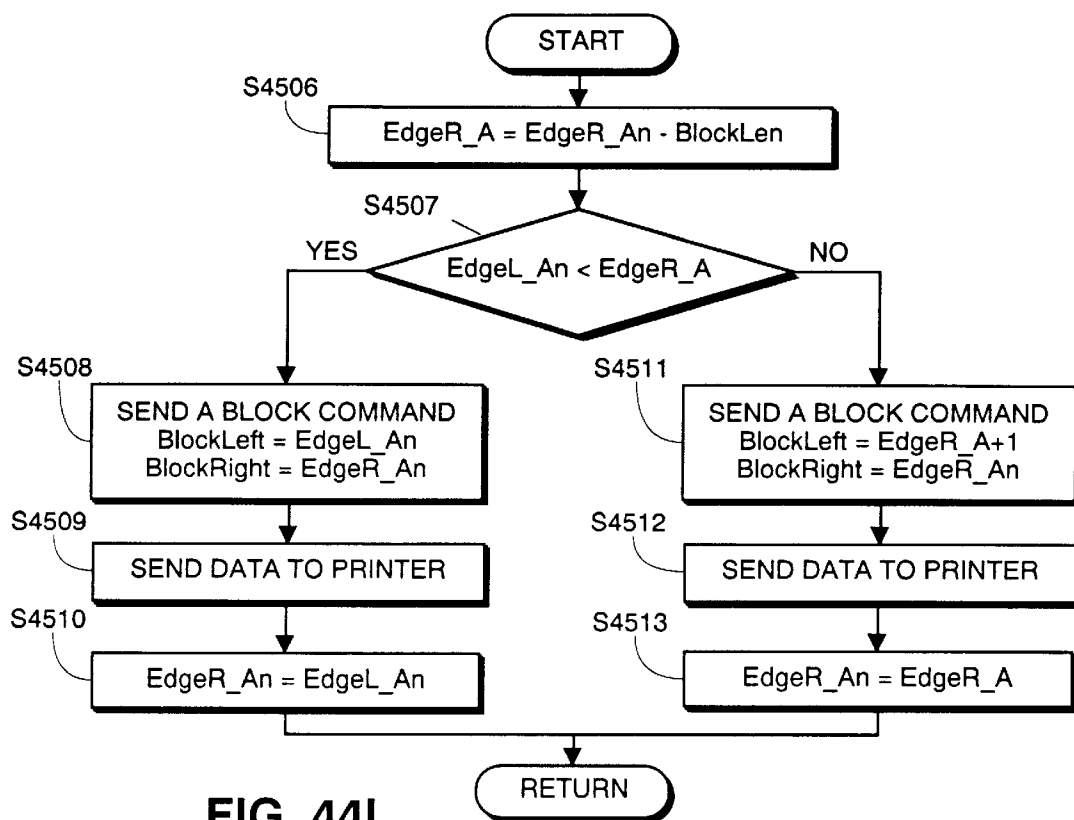 START
S4506
EdgeR_A = EdgeR_An - BlockLen
S4507
YES
EdgeL_An < EdgeR_A
NO
S4508
SEND A BLOCK COMMAND
BlockLeft = EdgeL_An
BlockRight = EdgeR_An
S4511
SEND A BLOCK COMMAND
BlockLeft = EdgeR_A+1
BlockRight = EdgeR_An
S4509
SEND DATA TO PRINTER
S4512
SEND DATA TO PRINTER
S4510
EdgeR_An = EdgeL_An
S4513
EdgeR_An = EdgeR_A
RETURN
FIG. 44I